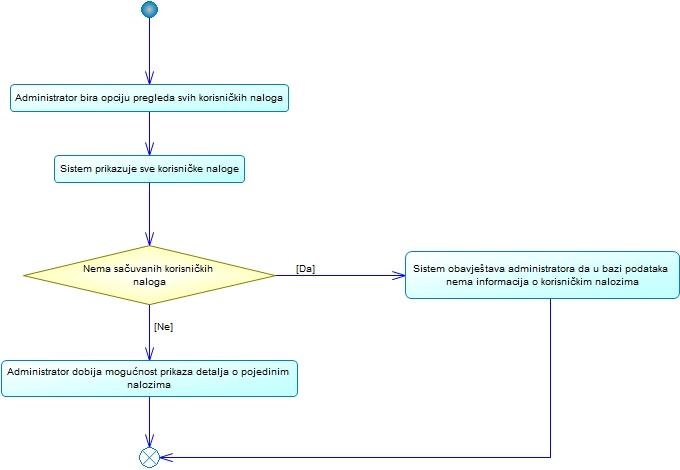 Administrator bira opciju pregleda svih korisničkih naloga
Sistem prikazuje sve korisničke naloge
Nema sačuvanih korisničkih
naloga
[Da]
Sistem obavještava administratora da u bazi podataka
nema informacija o korisničkim nalozima
[Ne]
Administrator dobija mogućnost prikaza detalja o pojedinim
nalozima